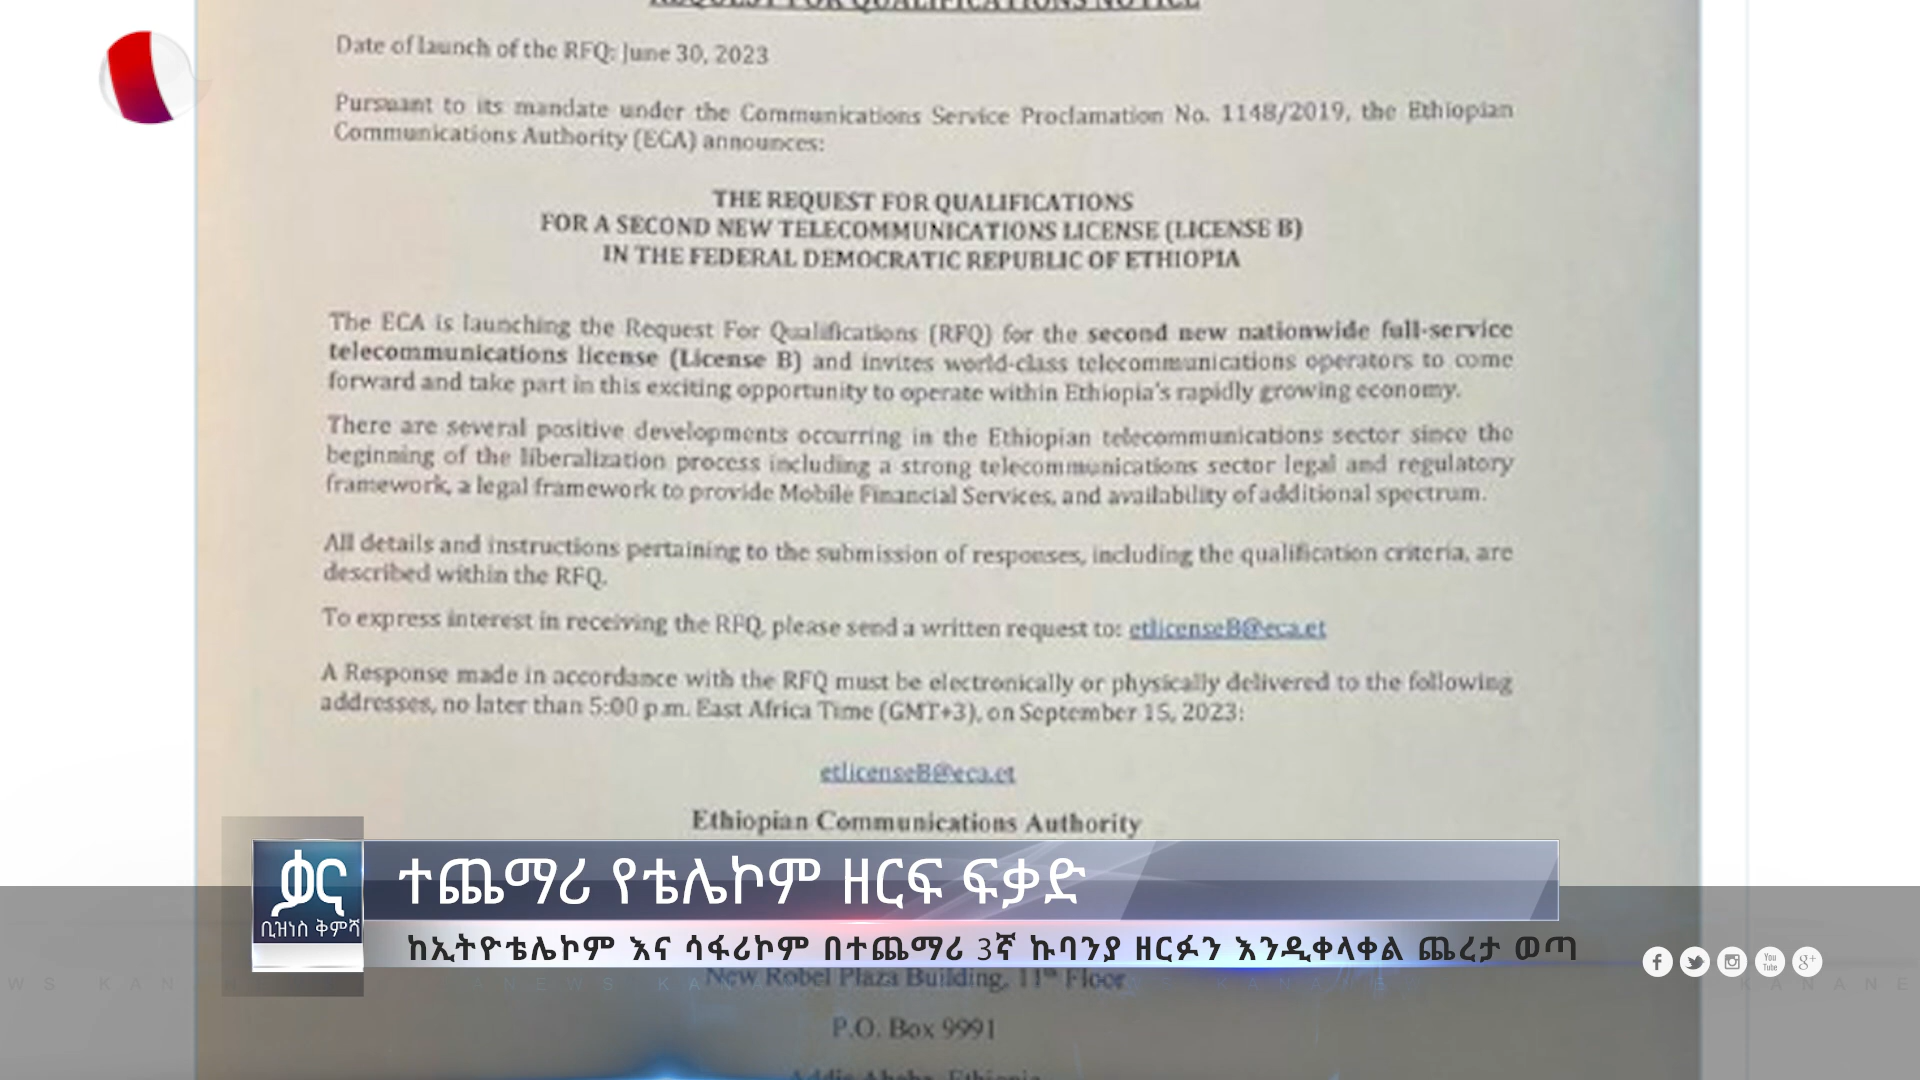 REQUEST FOR QUALIFICATIONS NOTICE
Date of launch of the RFQ: June 30, 2023
Pursuant to its mandate under the Communications Service Proclamation No. 1148/2019, the Ethiopian
Communications Authority (ECA) announces:
THE REQUEST FOR QUALIFICATIONS
FOR A SECOND NEW TELECOMMUNICATIONS LICENSE (LICENSE B)
IN THE FEDERAL DEMOCRATIC REPUBLIC OF ETHIOPIA
The ECA is launching the Request For Qualifications (RFQ) for the second new nationwide full-service
telecommunications license (License B) and invites world-class telecommunications operators to come
forward and take part in this exciting opportunity to operate within Ethiopia's rapidly growing economy.
There are several positive developments occurring in the Ethiopian telecommunications sector since the
beginning of the liberalization process including a strong telecommunications sector legal and regulatory
framework, a legal framework to provide Mobile Financial Services, and availability of additional spectrum.
All details and instructions pertaining to the submission of responses, including the qualification criteria, are
described within the RFQ.
To express interest in receiving the RFQ, please send a written request to: etlicenseB@eca.et
A Response made in accordance with the RFQ must be electronically or physically delivered to the following
addresses, no later than 5:00 p.m. East Africa Time (GMT+3), on September 15, 2023:
etlicenseB@eca.et
Ethiopian Communications Authority
ቃና
ቢዝነስ ቅምሻ
ተጨማሪ የቴሌኮም ዘርፍ ፍቃድ
ከኢትዮቴሌኮም እና ሳፋሪኮም በተጨማሪ 3ኛ ኩባንያ ዘርፉን እንዲቀላቀል ጨረታ ወጣ
New Robel Plaza Building, 11th Floor
P.O. Box 9991
Addis Ababa, Ethiopia
You Tube
g+